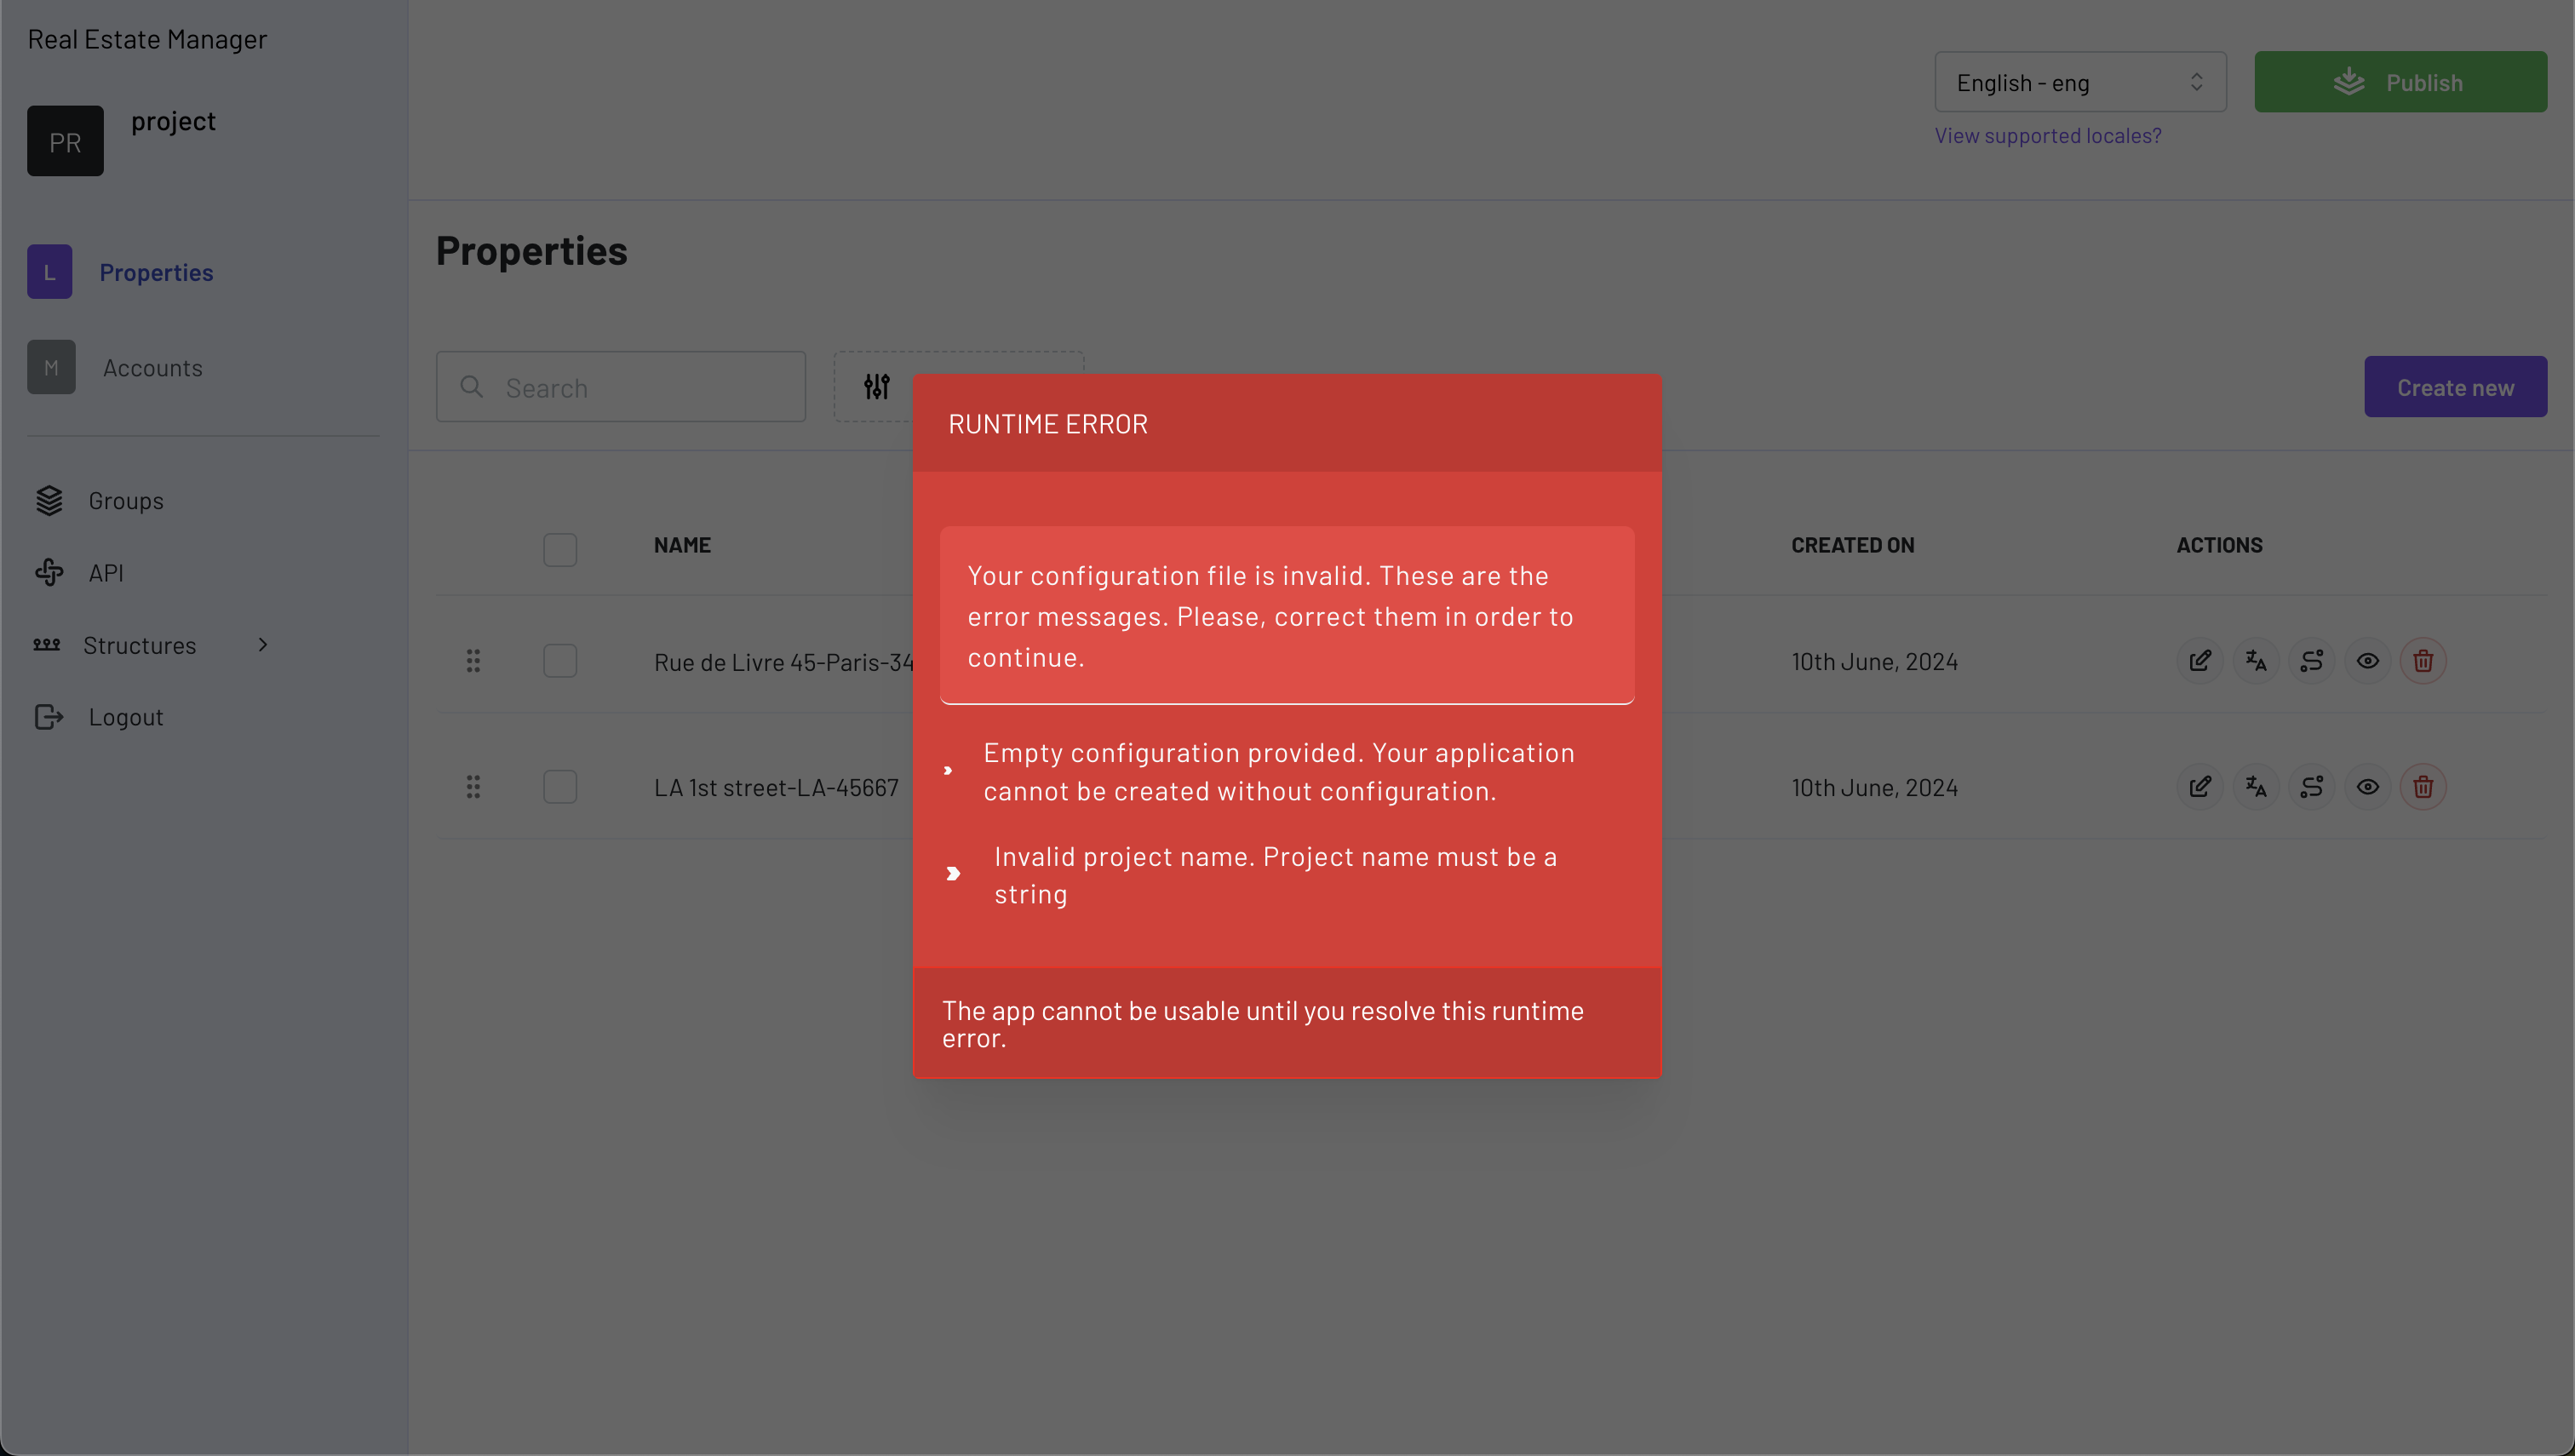 Real Estate Manager
PR
project
L
Properties
M
Accounts
Groups
API
Structures
Logout
English - eng
Publish
View supported locales?
Properties
Search
Create new
NAME
CREATED ON
ACTIONS
Rue de Livre 45-Paris-34
10th June, 2024
LA 1st street-LA-45667
10th June, 2024
RUNTIME ERROR
Your configuration file is invalid. These are the
error messages. Please, correct them in order to
continue.
Empty configuration provided. Your application
cannot be created without configuration.
Invalid project name. Project name must be a
string
The app cannot be usable until you resolve this runtime
error.